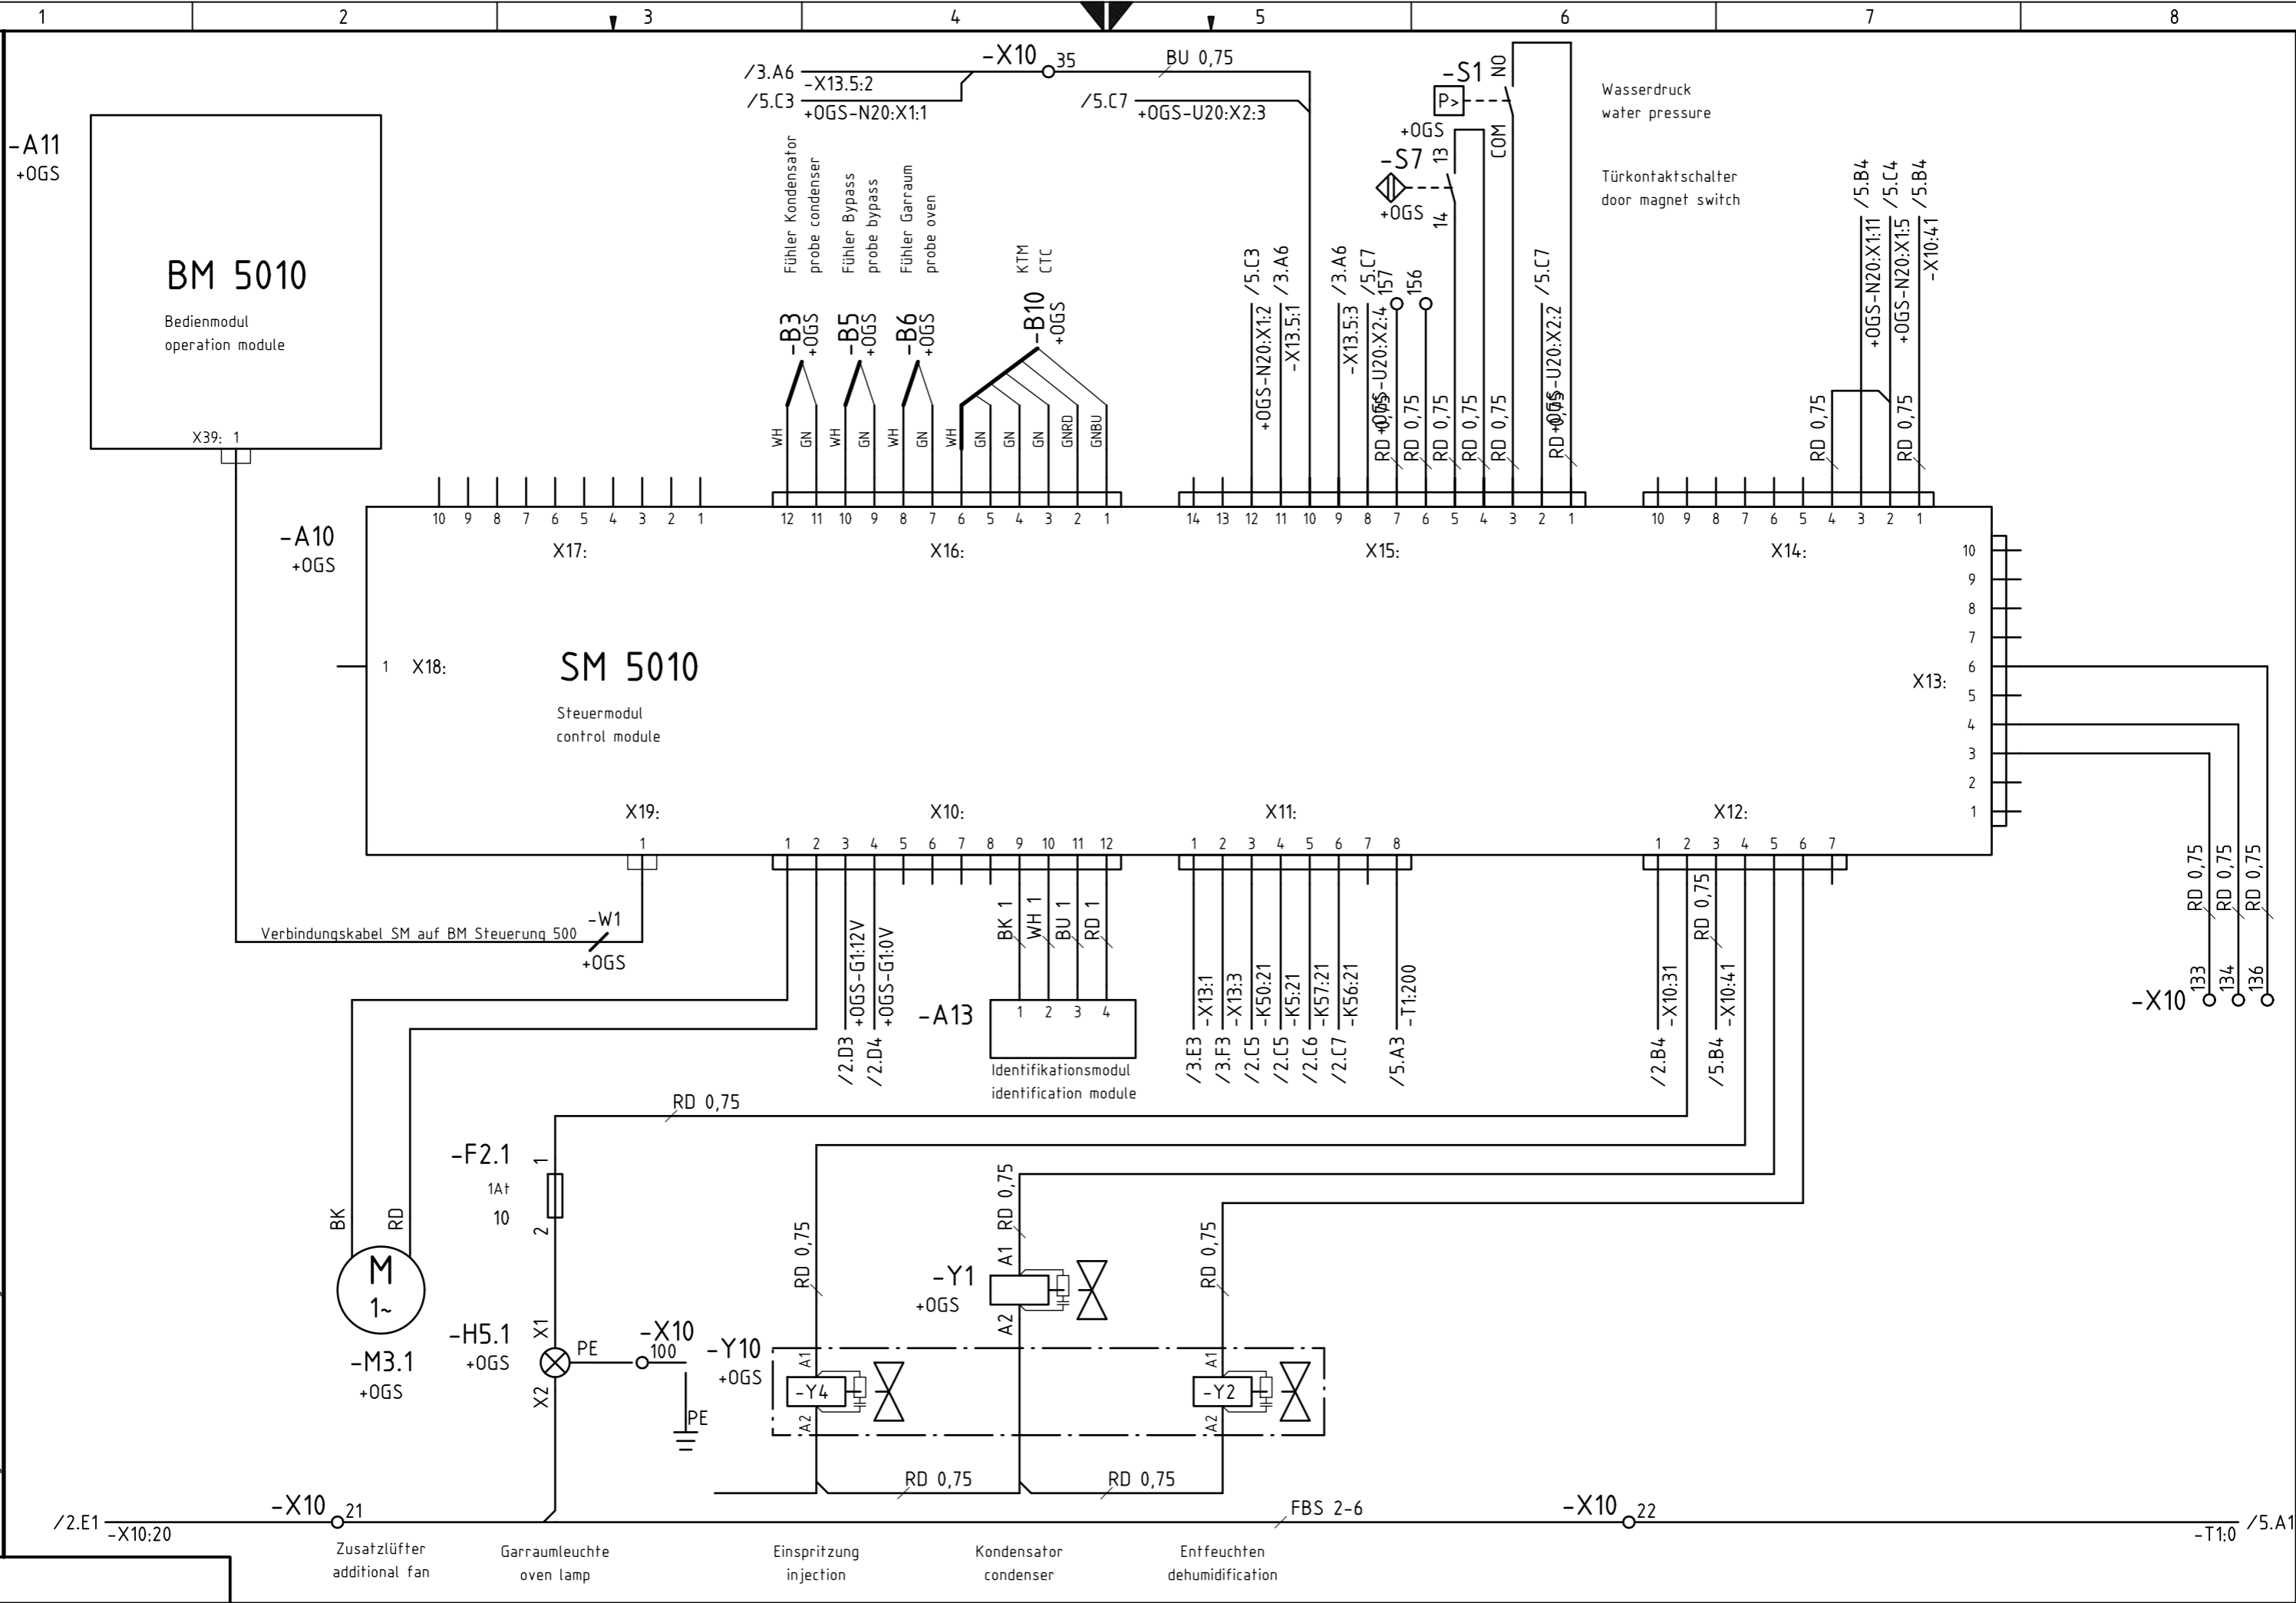 1 2 3 4 5 6 7 8
-X10 35
BU 0,75
/3.A6
-X13.5:2
/5.C3
+OGS-N20:X1:1
/5.C7
+OGS-U20:X2:3
-S1
NO
P>
COM
+OGS
Wasserdruck
water pressure
-S7
13
14
+OGS
Türkontaktschalter
door magnet switch
-A11
+OGS
BM 5010
Bedienmodul
operation module
X39: 1
Fühler Kondensator
probe condenser
Fühler Bypass
probe bypass
Fühler Garraum
probe oven
KTM
CTC
-B3
+OGS
-B5
+OGS
-B6
+OGS
-B10
+OGS
WH
GN
WH
GN
WH
GN
WH
GN
GN
GN
GNRD
GNBU
/5.C3
+OGS-N20:X1:2
/3.A6
-X13.5:1
/3.A6
-X13.5:3
/5.C7
+OGS-U20:X2:4
157
156
RD 0,75
RD 0,75
RD 0,75
RD 0,75
RD 0,75
/5.C7
+OGS-U20:X2:2
RD 0,75
/5.B4
+OGS-N20:X1:11
/5.C4
+OGS-N20:X1:5
/5.B4
-X10:41
RD 0,75
RD 0,75
-A10
+OGS
10 9 8 7 6 5 4 3 2 1
X17:
12 11 10 9 8 7 6 5 4 3 2 1
X16:
14 13 12 11 10 9 8 7 6 5 4 3 2 1
X15:
10 9 8 7 6 5 4 3 2 1
X14:
10
9
8
7
6
5
4
3
2
1
X13:
1 X18:
SM 5010
Steuermodul
control module
X19:
1
X10:
1 2 3 4 5 6 7 8 9 10 11 12
X11:
1 2 3 4 5 6 7 8
X12:
1 2 3 4 5 6 7
Verbindungskabel SM auf BM Steuerung 500
-W1
+OGS
+OGS-G1:12V
/2.D3
+OGS-G1:0V
/2.D4
BK 1
WH 1
BU 1
RD 1
-A13
1 2 3 4
Identifikationsmodul
identification module
-X13:1
/3.E3
-X13:3
/3.F3
-K50:21
/2.C5
-K5:21
/2.C5
-K57:21
/2.C6
-K56:21
/2.C7
-T1:200
/5.A3
-X10:31
/2.B4
RD 0,75
-X10:41
/5.B4
RD 0,75
RD 0,75
RD 0,75
-X10
133
134
136
RD 0,75
-F2.1
1At
10
1
2
BK
RD
M
1~
-M3.1
+OGS
-H5.1
+OGS
X1
X2
PE
-X10
100
PE
RD 0,75
RD 0,75
RD 0,75
-Y1
+OGS
A1
A2
-Y10
+OGS
A1
-Y4
A2
A1
-Y2
A2
RD 0,75
RD 0,75
/2.E1
-X10:20
-X10 21
FBS 2-6
-X10 22
-T1:0
/5.A1
Zusatzlüfter
additional fan
Garraumleuchte
oven lamp
Einspritzung
injection
Kondensator
condenser
Entfeuchten
dehumidification